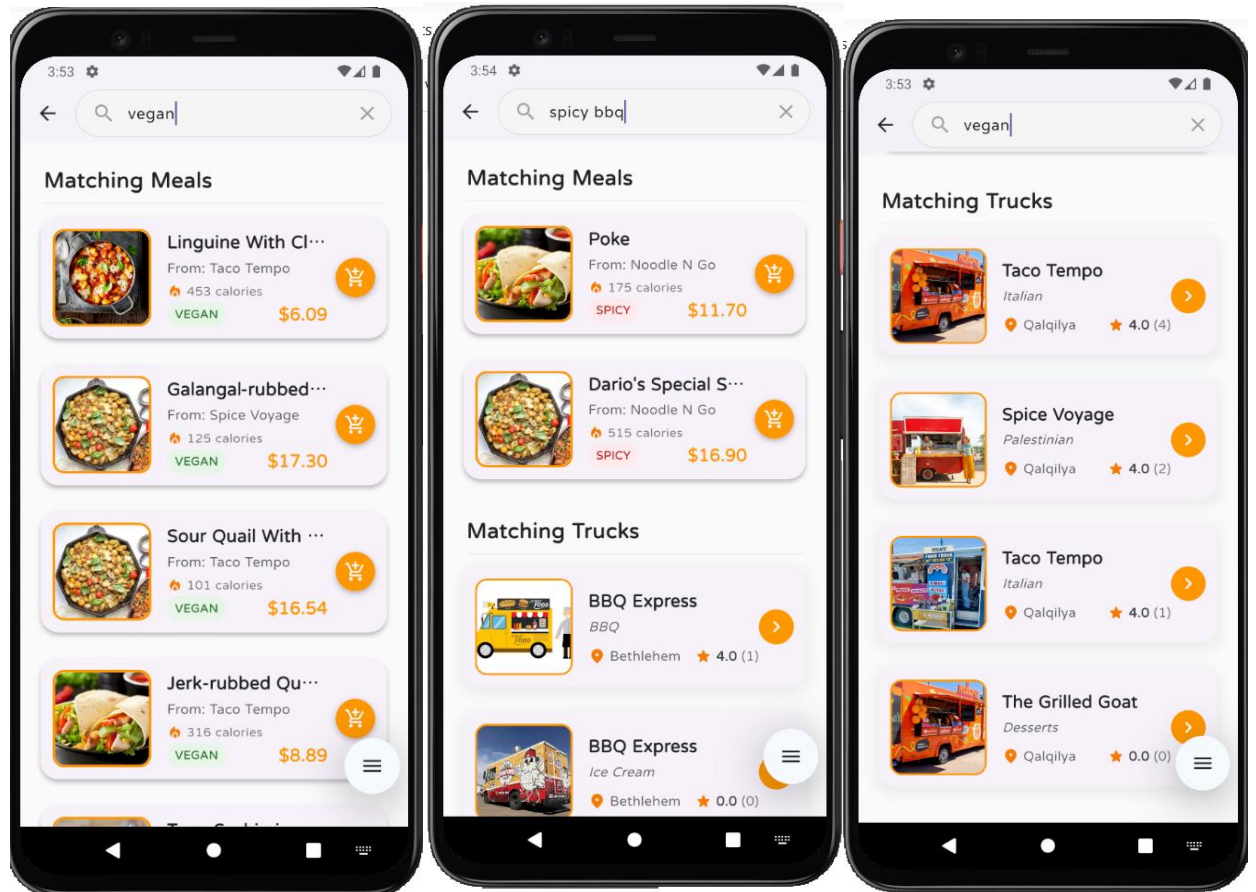 3:53
vegan
Matching Meals
Linguine With Cl···
From: Taco Tempo
453 calories
VEGAN
$6.09
Galangal-rubbed···
From: Spice Voyage
125 calories
VEGAN
$17.30
Sour Quail With ···
From: Taco Tempo
101 calories
VEGAN
$16.54
Jerk-rubbed Qu···
From: Taco Tempo
316 calories
VEGAN
$8.89
3:54
spicy bbq
Matching Meals
Poke
From: Noodle N Go
175 calories
SPICY
$11.70
Dario's Special S···
From: Noodle N Go
515 calories
SPICY
$16.90
Matching Trucks
BBQ Express
BBQ
Bethlehem
4.0 (1)
BBQ Express
Ice Cream
Bethlehem
0.0 (0)
3:53
vegan
Matching Trucks
Taco Tempo
Italian
Qalqilya
4.0 (4)
Spice Voyage
Palestinian
Qalqilya
4.0 (2)
Taco Tempo
Italian
Qalqilya
4.0 (1)
The Grilled Goat
Desserts
Qalqilya
0.0 (0)